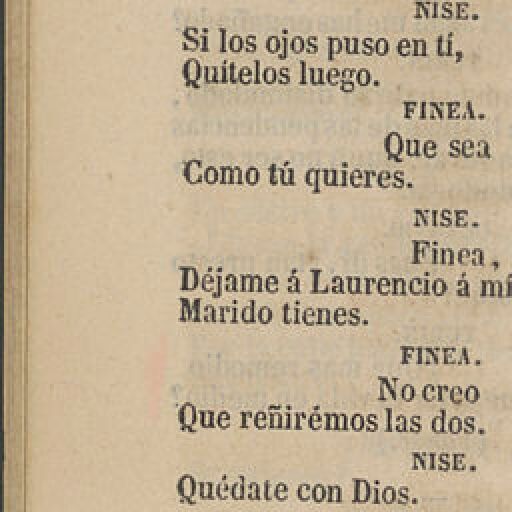 NISE.
Si los ojos puso en tí,
Quítelos luego.
FINEA.
Que sea
Como tú quieres.
NISE.
Finea,
Déjame á Laurencio á mí
Marido tienes.
FINEA.
No creo
Que reñirémos las dos.
NISE.
Quédate con Dios.